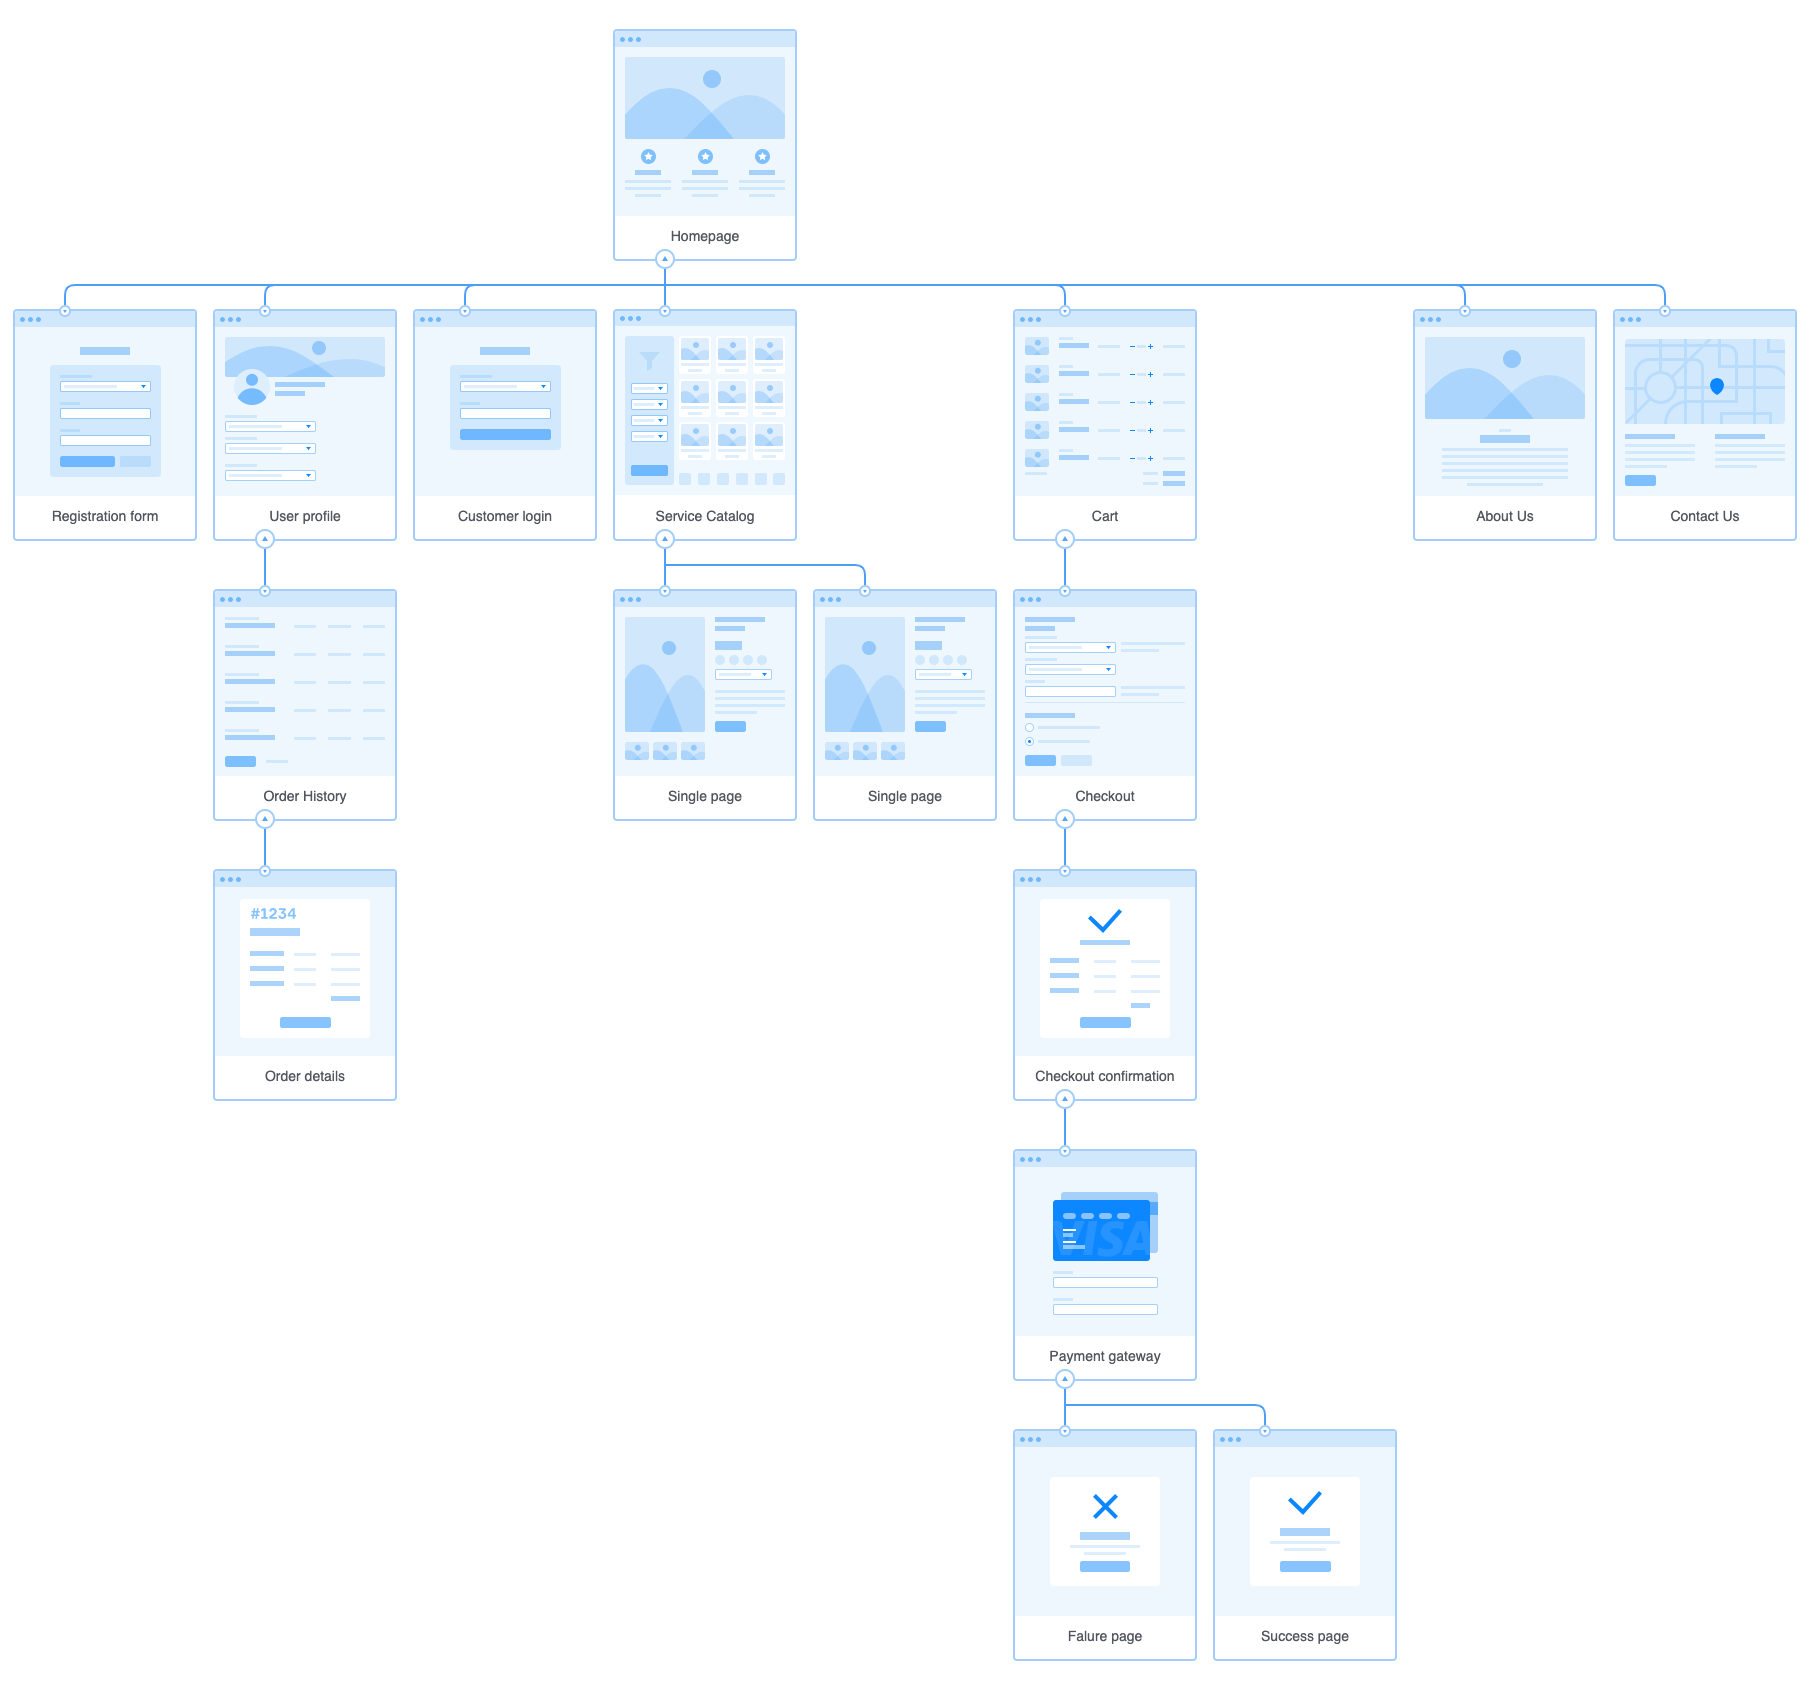 Homepage
Registration form
User profile
Customer login
Service Catalog
Cart
About Us
Contact Us
Order History
Single page
Single page
Checkout
#1234
Order details
Checkout confirmation
VISA
Payment gateway
Falure page
Success page